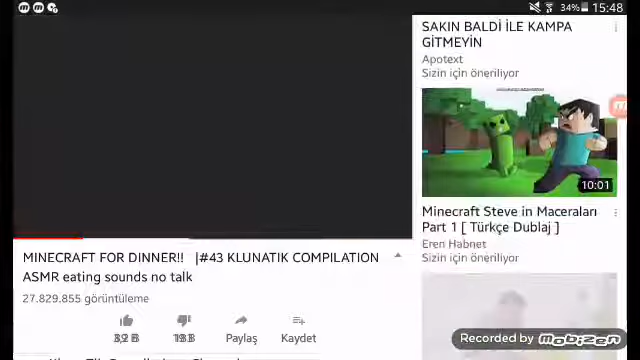 34% 15:48
SAKIN BALDİ İLE KAMPA
GİTMEYİN
Apotext
Sizin için öneriliyor
10:01
Minecraft Steve in Maceraları
Part 1 [ Türkçe Dublaj ]
Eren Habnet
Sizin için öneriliyor
MINECRAFT FOR DINNER!! |#43 KLUNATIK COMPILATION
ASMR eating sounds no talk
27.829.855 görüntüleme
Paylaş Kaydet
Recorded by mobizen